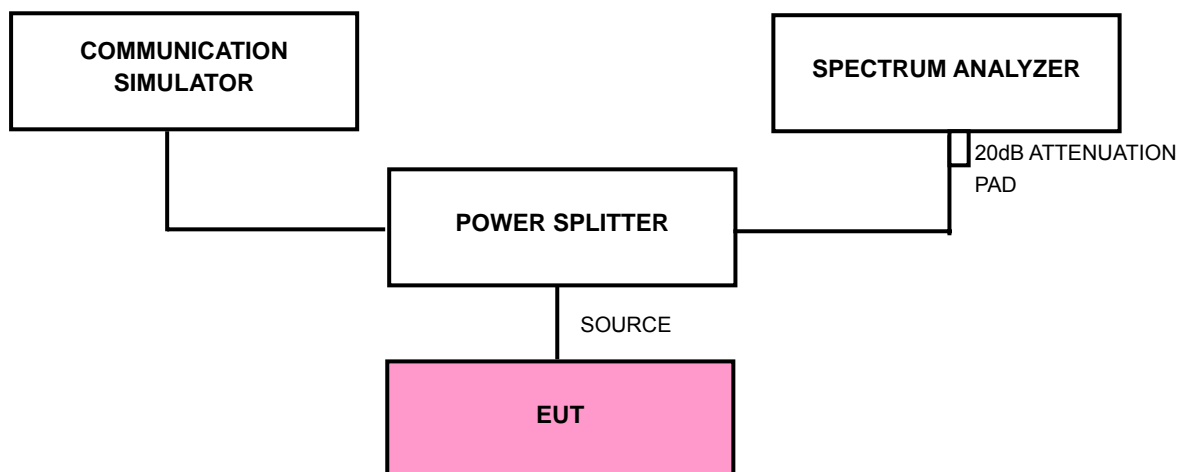 COMMUNICATION
SIMULATOR
SPECTRUM ANALYZER
20dB ATTENUATION
PAD
POWER SPLITTER
SOURCE
EUT